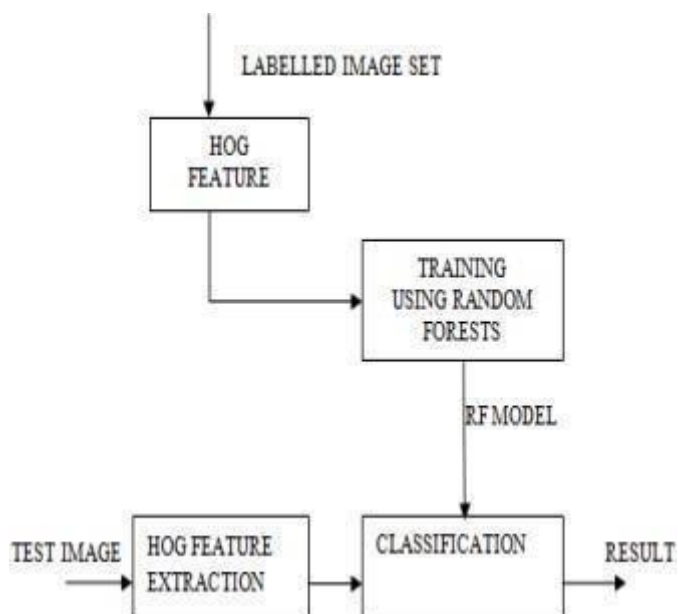 LABELLED IMAGE SET
HOG
FEATURE
TRAINING
USING RANDOM
FORESTS
RF MODEL
TEST IMAGE
HOG FEATURE
EXTRACTION
CLASSIFICATION
RESULT